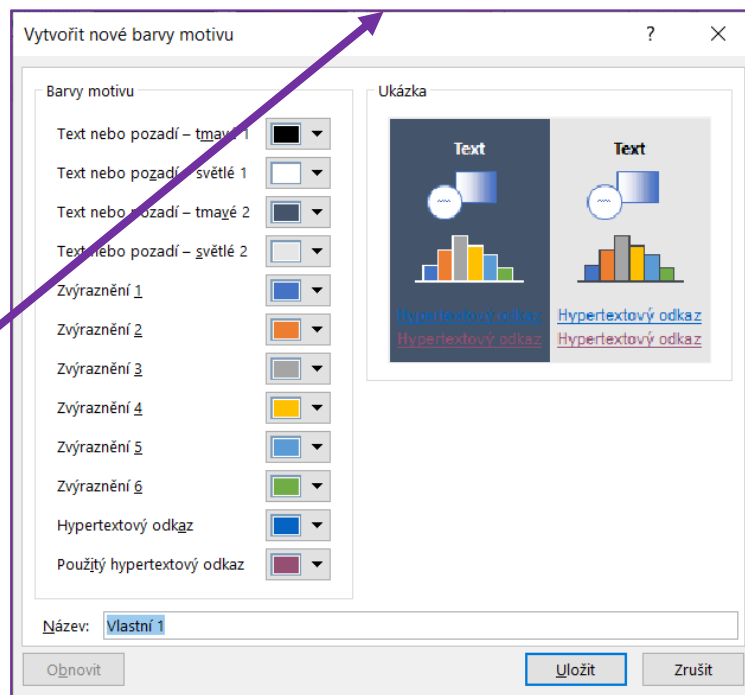 Vytvořit nové barvy motivu
?
Barvy motivu
Text nebo pozadí – tmavé 1
Text nebo pozadí – světlé 1
Text nebo pozadí – tmavé 2
Text nebo pozadí – světlé 2
Zvýraznění 1
Zvýraznění 2
Zvýraznění 3
Zvýraznění 4
Zvýraznění 5
Zvýraznění 6
Hypertextový odkaz
Použitý hypertextový odkaz
Ukázka
Text Text
Hypertextový odkaz Hypertextový odkaz
Hypertextový odkaz Hypertextový odkaz
Název: Vlastní 1
Obnovit Uložit Zrušit